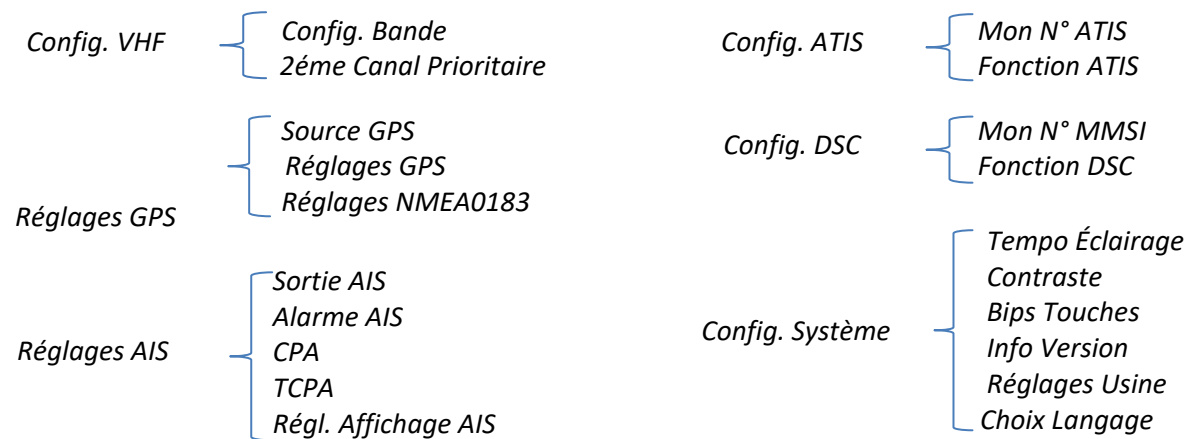 Config. VHF
Config. Bande
2éme Canal Prioritaire
Réglages GPS
Source GPS
Réglages GPS
Réglages NMEA0183
Réglages AIS
Sortie AIS
Alarme AIS
CPA
TCPA
Régl. Affichage AIS
Config. ATIS
Mon N° ATIS
Fonction ATIS
Config. DSC
Mon N° MMSI
Fonction DSC
Config. Système
Tempo Éclairage
Contraste
Bips Touches
Info Version
Réglages Usine
Choix Langage